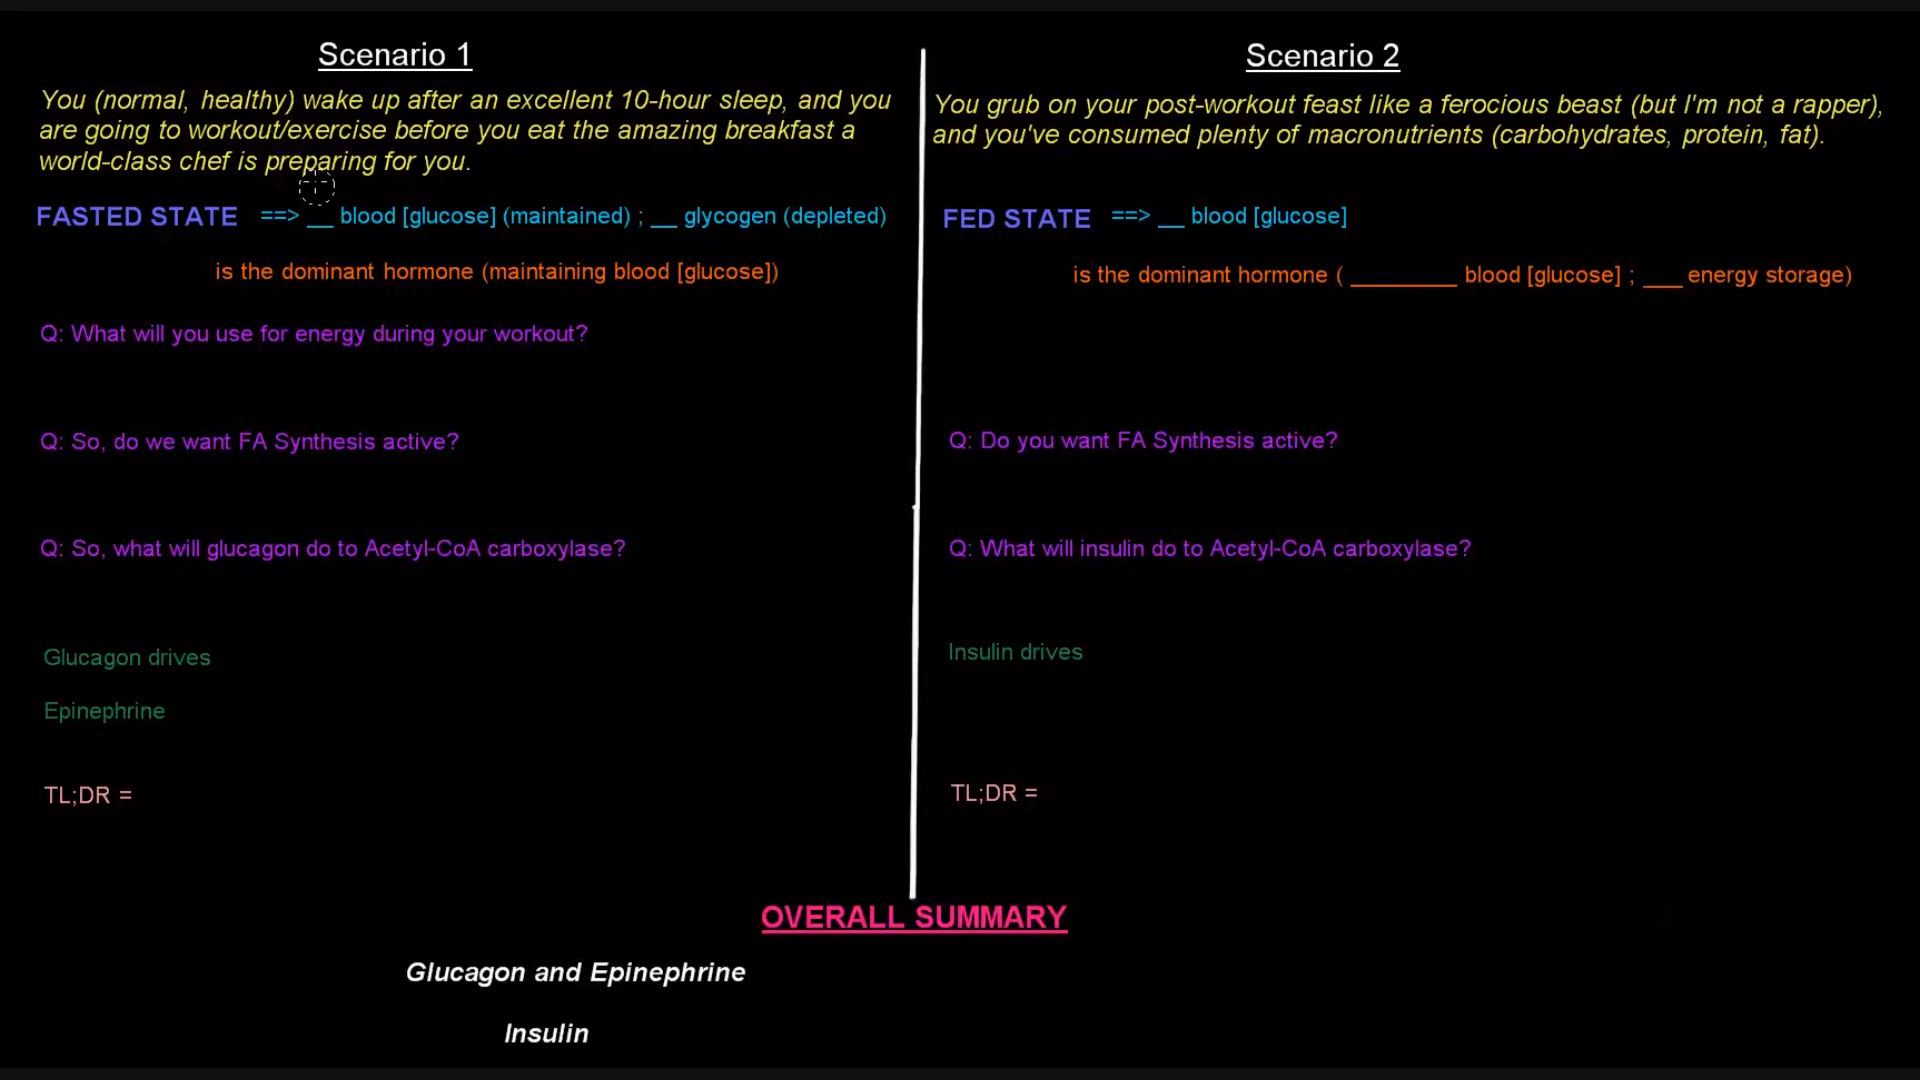 Scenario 1
You (normal, healthy) wake up after an excellent 10-hour sleep, and you
are going to workout/exercise before you eat the amazing breakfast a
world-class chef is preparing for you.
FASTED STATE ==> __ blood [glucose] (maintained) ; __ glycogen (depleted)
is the dominant hormone (maintaining blood [glucose])
Q: What will you use for energy during your workout?
Q: So, do we want FA Synthesis active?
Q: So, what will glucagon do to Acetyl-CoA carboxylase?
Glucagon drives
Epinephrine
TL;DR =
Scenario 2
You grub on your post-workout feast like a ferocious beast (but I'm not a rapper),
and you've consumed plenty of macronutrients (carbohydrates, protein, fat).
FED STATE ==> __ blood [glucose]
is the dominant hormone ( ________ blood [glucose] ; ___ energy storage)
Q: Do you want FA Synthesis active?
Q: What will insulin do to Acetyl-CoA carboxylase?
Insulin drives
TL;DR =
OVERALL SUMMARY
Glucagon and Epinephrine
Insulin